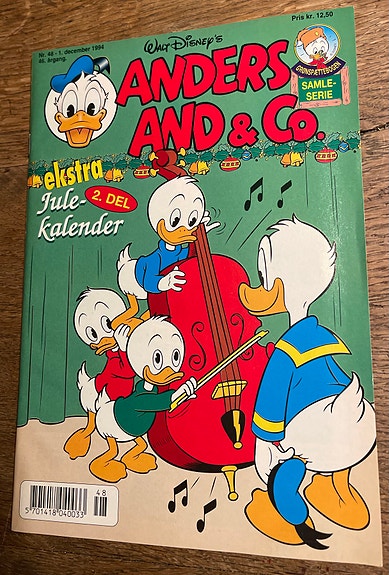 Nr. 48 - 1. december 1994
46. årgang.
Pris kr. 12,50
WALT DISNEY'S
ANDERS
AND & Co.
GRØNSPÆTTEBOGEN
SAMLE-
SERIE
ekstra
Jule-
kalender
2. DEL
48
5 701418 040033